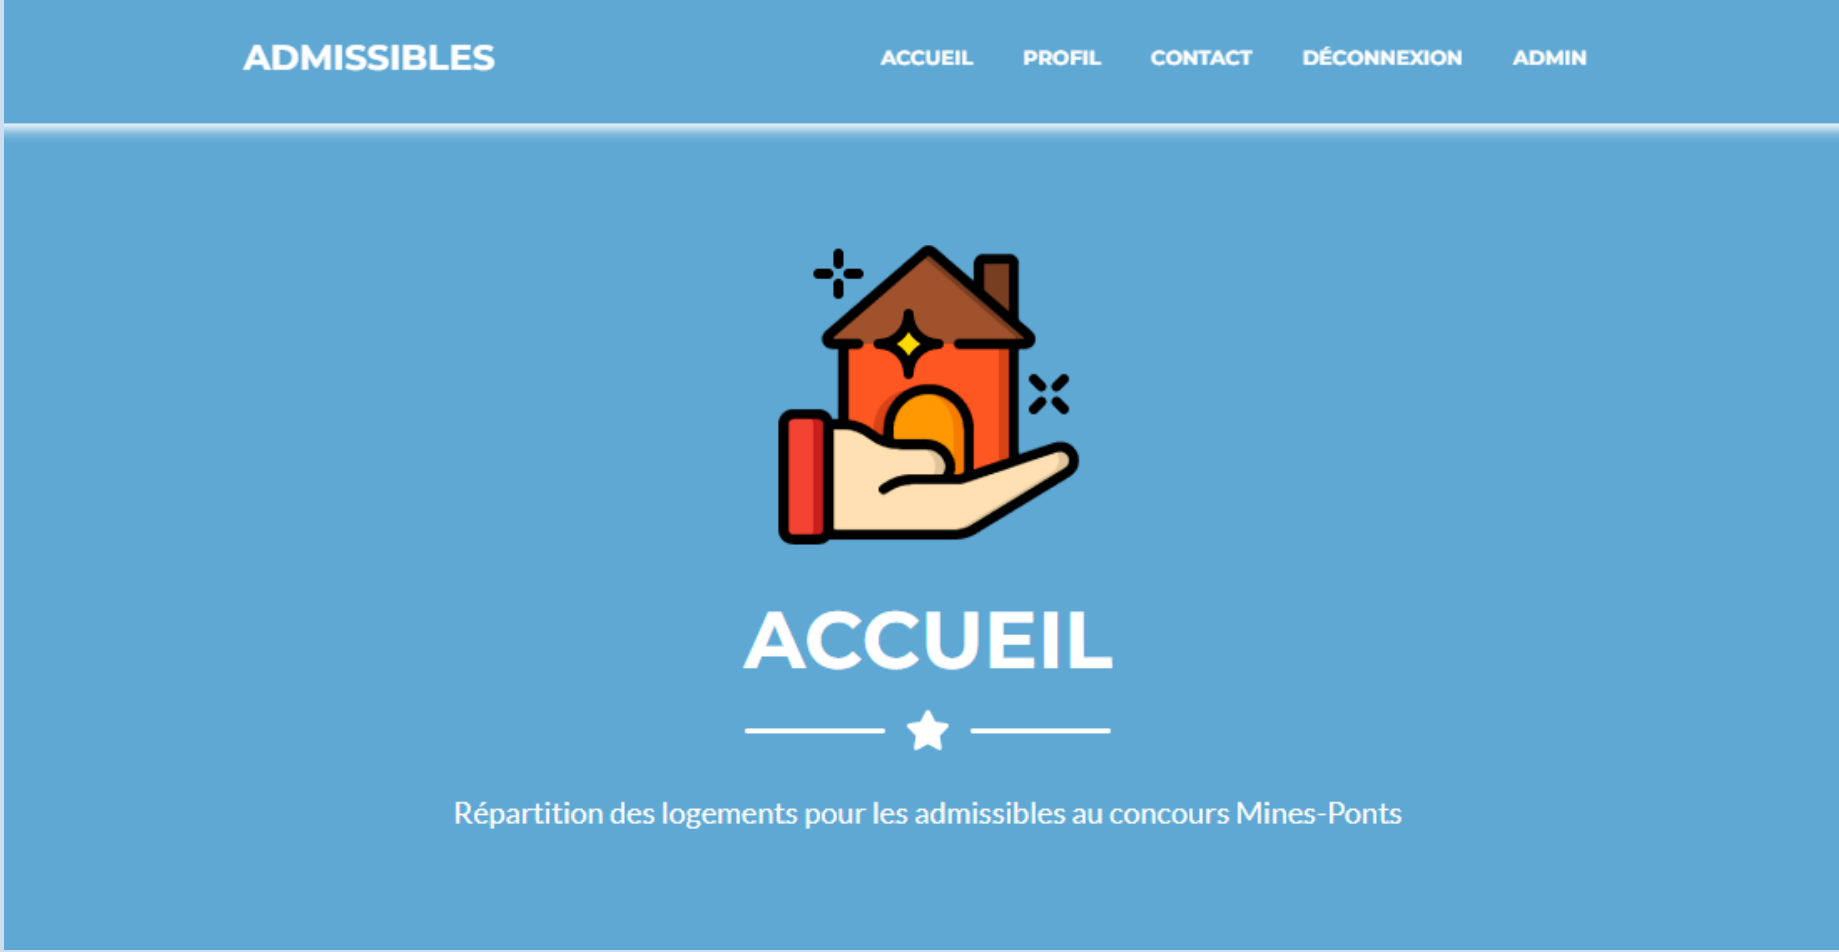 ADMISSIBLES
ACCUEIL PROFIL CONTACT DÉCONNEXION ADMIN
ACCUEIL
Répartition des logements pour les admissibles au concours Mines-Ponts